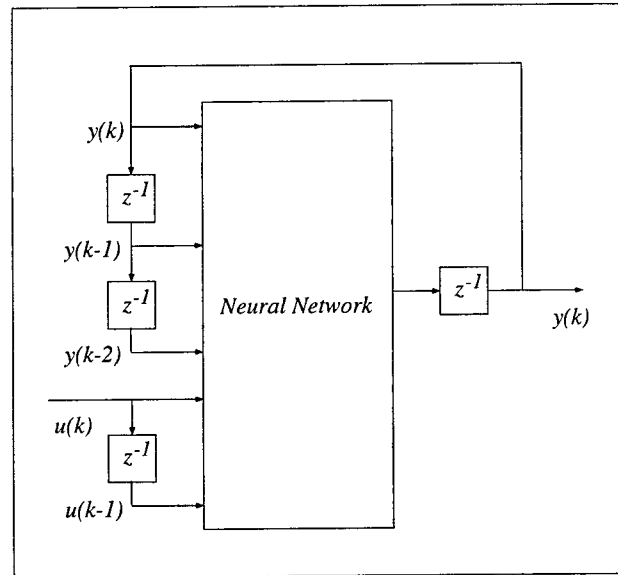 y(k)
z⁻¹
y(k-1)
z⁻¹
Neural Network
z⁻¹
y(k)
y(k-2)
u(k)
z⁻¹
u(k-1)